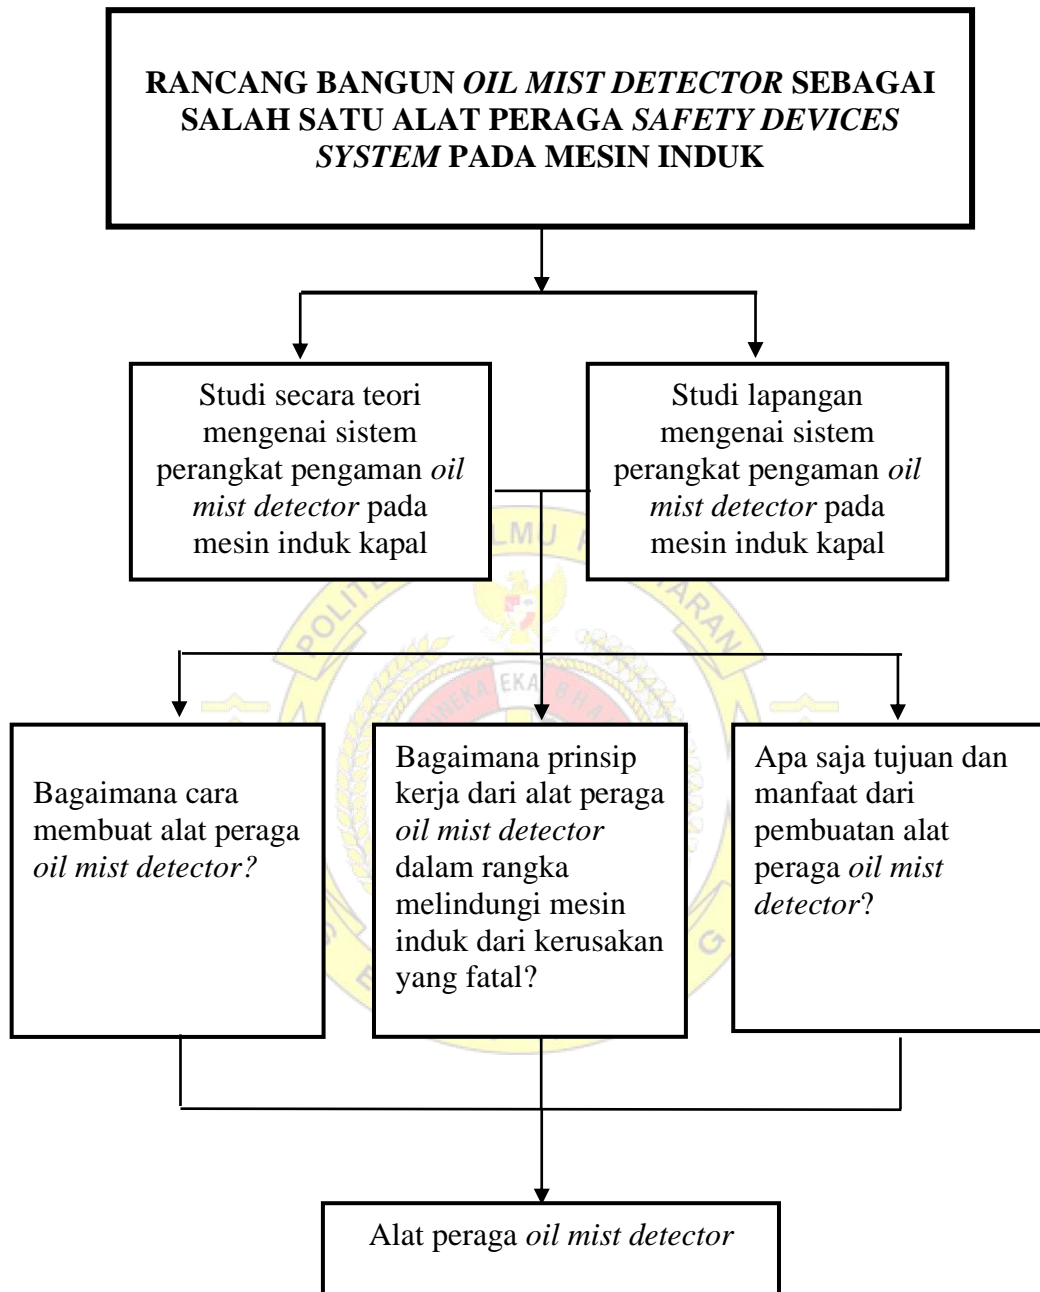 RANCANG BANGUN OIL MIST DETECTOR SEBAGAI
SALAH SATU ALAT PERAGA SAFETY DEVICES
SYSTEM PADA MESIN INDUK
Studi secara teori
mengenai sistem
perangkat pengaman oil
mist detector pada
mesin induk kapal
Studi lapangan
mengenai sistem
perangkat pengaman oil
mist detector pada
mesin induk kapal
Bagaimana cara
membuat alat peraga
oil mist detector?
Bagaimana prinsip
kerja dari alat peraga
oil mist detector
dalam rangka
melindungi mesin
induk dari kerusakan
yang fatal?
Apa saja tujuan dan
manfaat dari
pembuatan alat
peraga oil mist
detector?
Alat peraga oil mist detector